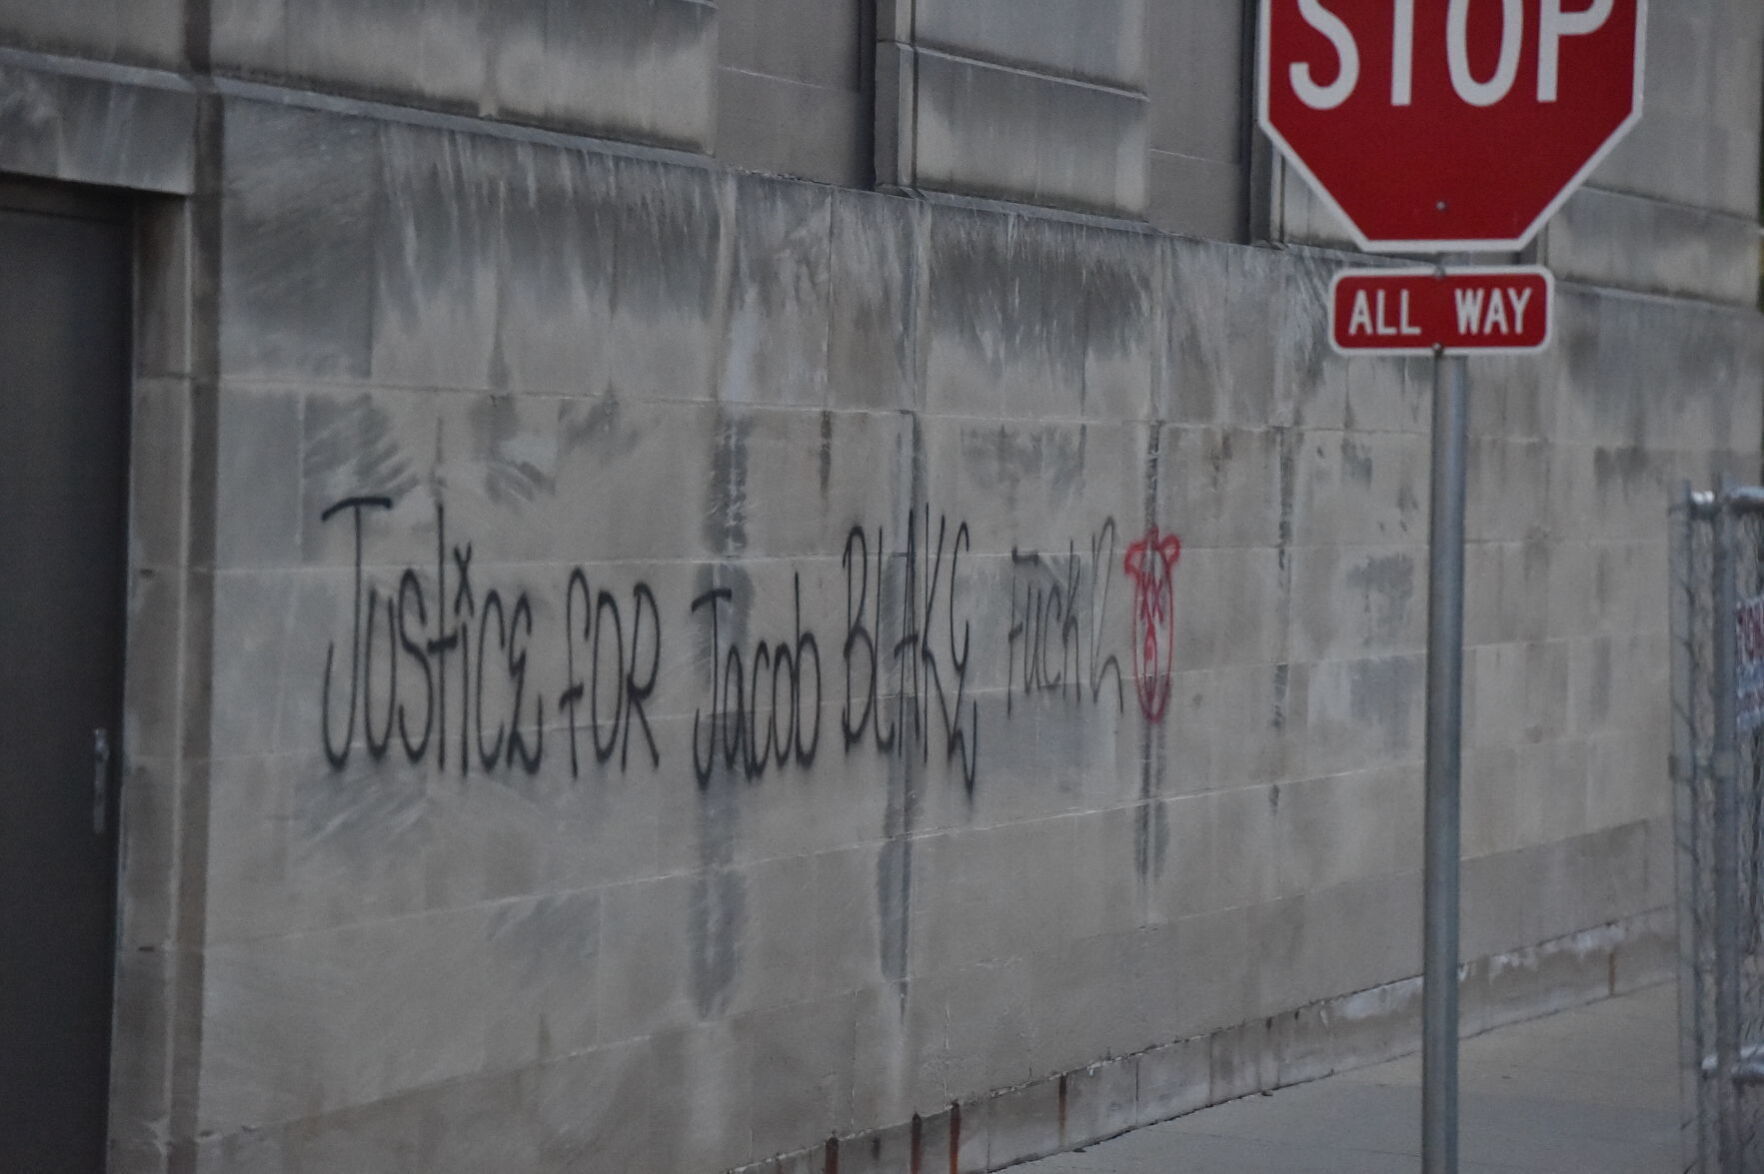 STOP
ALL WAY
Justice fOR Jacob BLAKE Fuck 12